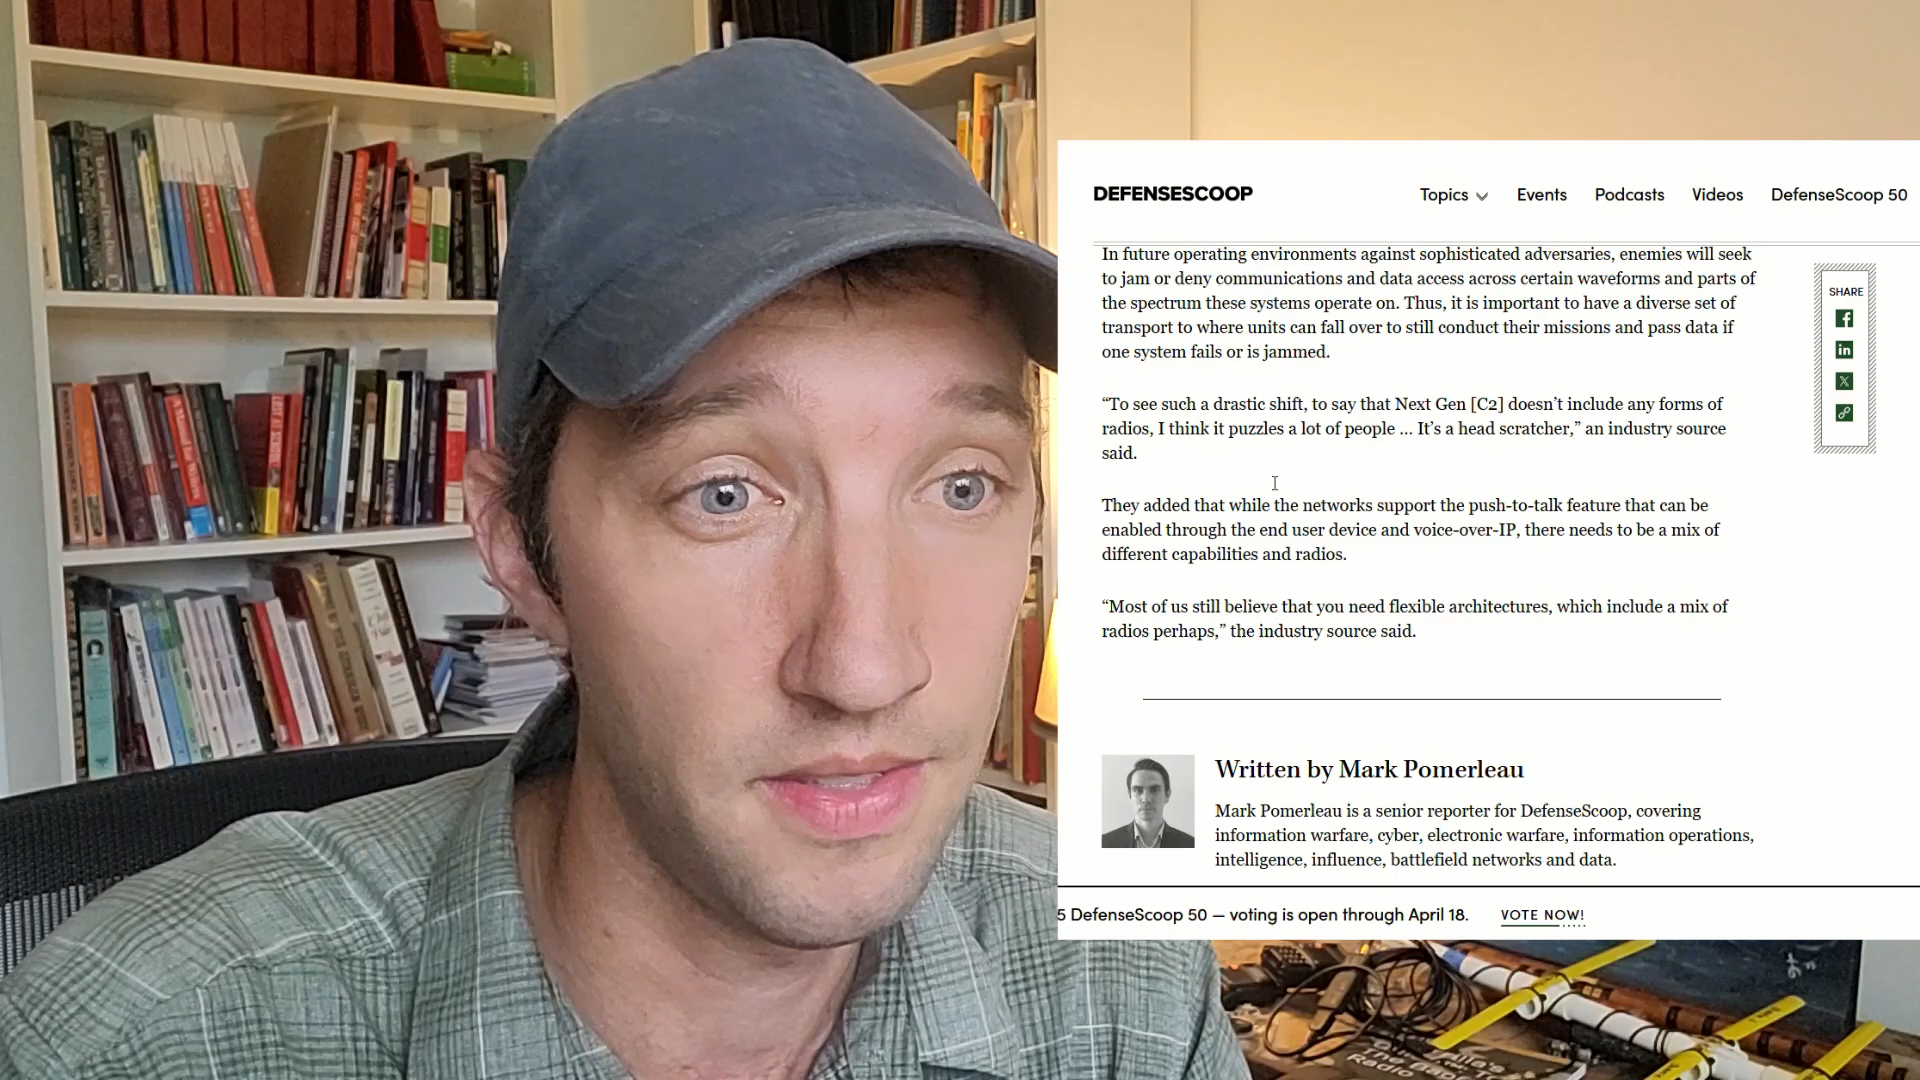 DEFENSESCOOP
Topics
Events
Podcasts
Videos
DefenseScoop 50
In future operating environments against sophisticated adversaries, enemies will seek
to jam or deny communications and data access across certain waveforms and parts of
the spectrum these systems operate on. Thus, it is important to have a diverse set of
transport to where units can fall over to still conduct their missions and pass data if
one system fails or is jammed.
“To see such a drastic shift, to say that Next Gen [C2] doesn’t include any forms of
radios, I think it puzzles a lot of people … It’s a head scratcher,” an industry source
said.
They added that while the networks support the push-to-talk feature that can be
enabled through the end user device and voice-over-IP, there needs to be a mix of
different capabilities and radios.
“Most of us still believe that you need flexible architectures, which include a mix of
radios perhaps,” the industry source said.
SHARE
Written by Mark Pomerleau
Mark Pomerleau is a senior reporter for DefenseScoop, covering
information warfare, cyber, electronic warfare, information operations,
intelligence, influence, battlefield networks and data.
5 DefenseScoop 50 — voting is open through April 18.
VOTE NOW!
Radio